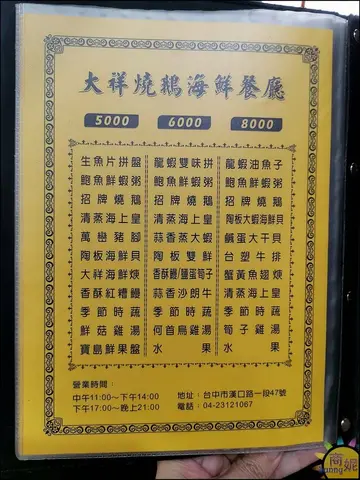 大祥燒鵝海鮮餐廳
5000 6000 8000
生魚片拼盤 龍蝦雙味拼 龍蝦油魚子
鮑魚鮮蝦粥 鮑魚鮮蝦粥 鮑魚鮮蝦粥
招牌燒鵝 招牌燒鵝 招牌燒鵝
清蒸海上皇 清蒸海上皇 陶板大蝦海鮮貝
萬巒豬腳 蒜香蒸大蝦 鹹蛋大干貝
陶板海鮮貝 陶板雙鮮 台塑牛排
大祥海鮮煲 香酥鰻/鹽蛋筍子 蟹黃魚翅煲
香酥紅糟鰻 蒜香沙朗牛 清蒸海上皇
季節時蔬 季節時蔬 季節時蔬
鮮菇雞湯 何首烏雞湯 筍子雞湯
寶島鮮果盤 水果 水果
營業時間：
中午11:00～下午14:00 地址：台中市漢口路一段47號
下午17:00～晚上21:00 電話：04-23121067
商妮